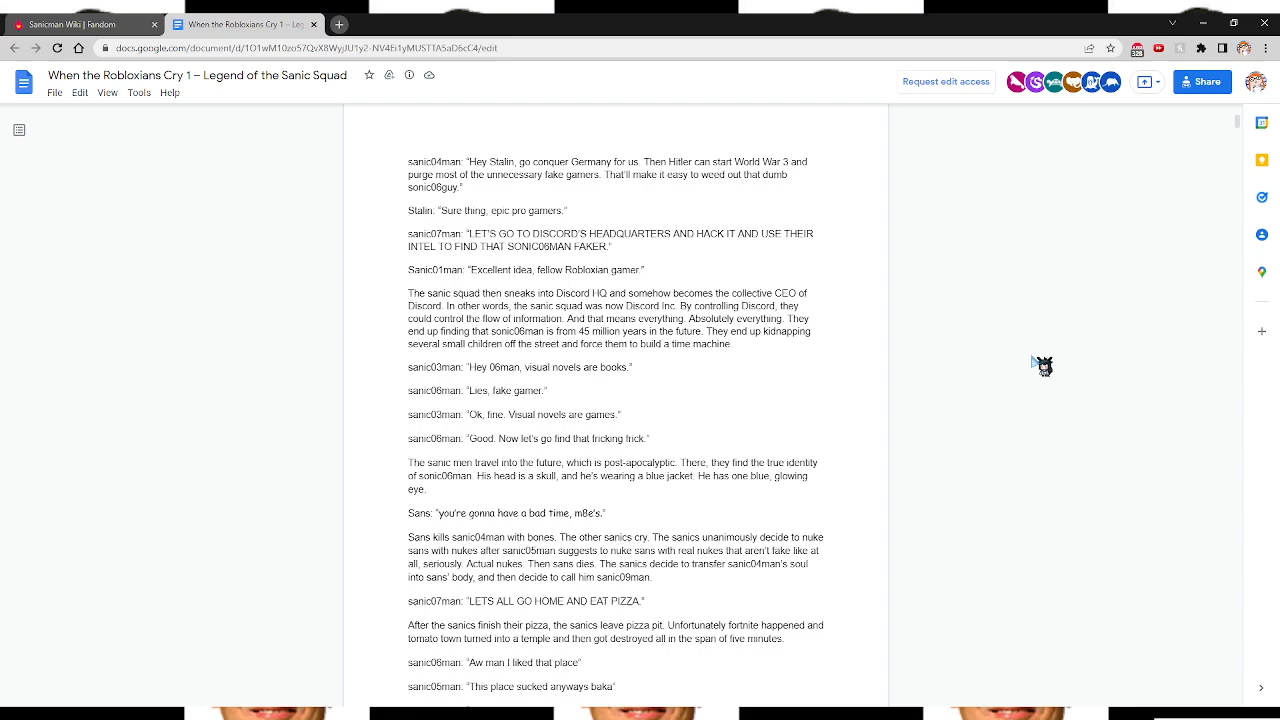 Sanicman Wiki | Fandom
When the Robloxians Cry 1 – Leg
docs.google.com/document/d/1O1wM10zo57QvX8WyjJU1y2-NV4Ei1yMUSTTA5aD6cC4/edit
When the Robloxians Cry 1 – Legend of the Sanic Squad
Request edit access
Share
File Edit View Tools Help
sanic04man: “Hey Stalin, go conquer Germany for us. Then Hitler can start World War 3 and
purge most of the unnecessary fake gamers. That’ll make it easy to weed out that dumb
sonic06guy.”
Stalin: “Sure thing, epic pro gamers.”
sanic07man: “LET’S GO TO DISCORD’S HEADQUARTERS AND HACK IT AND USE THEIR
INTEL TO FIND THAT SONIC06MAN FAKER.”
Sanic01man: “Excellent idea, fellow Robloxian gamer.”
The sanic squad then sneaks into Discord HQ and somehow becomes the collective CEO of
Discord. In other words, the sanic squad was now Discord Inc. By controlling Discord, they
could control the flow of information. And that means everything. Absolutely everything. They
end up finding that sonic06man is from 45 million years in the future. They end up kidnapping
several small children off the street and force them to build a time machine.
sanic03man: “Hey 06man, visual novels are books.”
sanic06man: “Lies, fake gamer.”
sanic03man: “Ok, fine. Visual novels are games.”
sanic06man: “Good. Now let’s go find that fricking frick.”
The sanic men travel into the future, which is post-apocalyptic. There, they find the true identity
of sonic06man. His head is a skull, and he’s wearing a blue jacket. He has one blue, glowing
eye.
Sans: “you’re gonna have a bad time, m8e’s.”
Sans kills sanic04man with bones. The other sanics cry. The sanics unanimously decide to nuke
sans with nukes after sanic05man suggests to nuke sans with real nukes that aren’t fake like at
all, seriously. Actual nukes. Then sans dies. The sanics decide to transfer sanic04man’s soul
into sans’ body, and then decide to call him sanic09man.
sanic07man: “LETS ALL GO HOME AND EAT PIZZA.”
After the sanics finish their pizza, the sanics leave pizza pit. Unfortunately fortnite happened and
tomato town turned into a temple and then got destroyed all in the span of five minutes.
sanic06man: “Aw man I liked that place”
sanic05man: “This place sucked anyways baka”